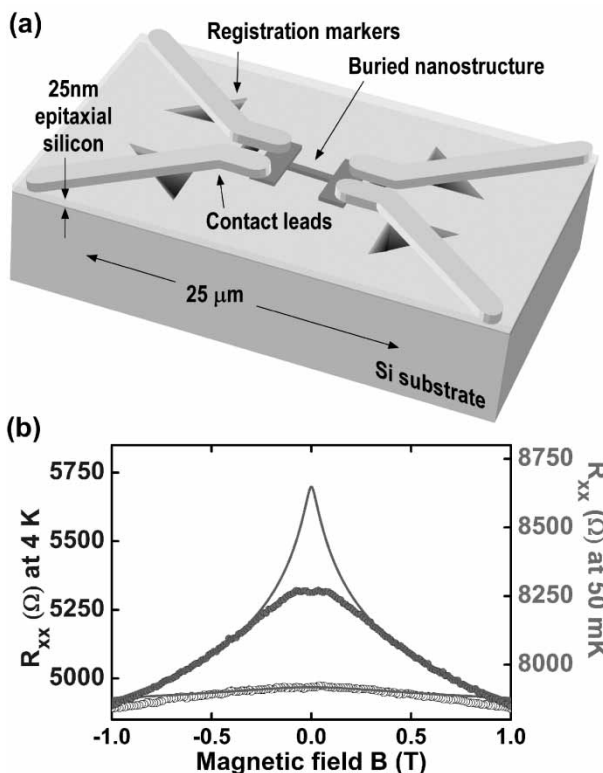 (a)
Registration markers
Buried nanostructure
25nm
epitaxial
silicon
Contact leads
25 μm
Si substrate
(b)
5750
5500
5250
5000
R_xx (Ω) at 4 K
8750
8500
8250
8000
R_xx (Ω) at 50 mK
-1.0
-0.5
0.0
0.5
1.0
Magnetic field B (T)